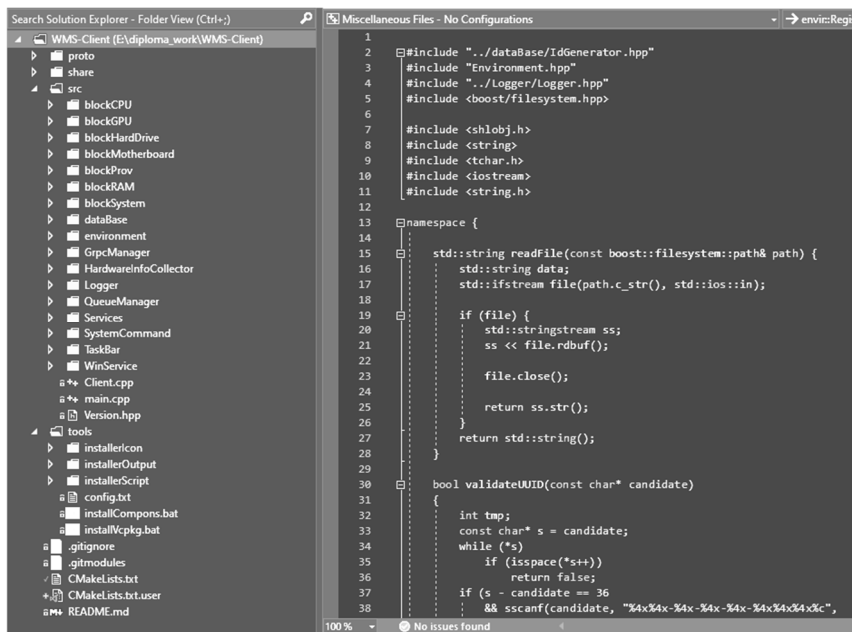 Search Solution Explorer - Folder View (Ctrl+;)
WMS-Client (E:\diploma_work\WMS-Client)
proto
share
src
blockCPU
blockGPU
blockHardDrive
blockMotherboard
blockProv
blockRAM
blockSystem
dataBase
environment
GrpcManager
HardwareInfoCollector
Logger
QueueManager
Services
SystemCommand
TaskBar
WinService
Client.cpp
main.cpp
Version.hpp
tools
installerIcon
installerOutput
installerScript
config.txt
installCompons.bat
installVcpkg.bat
.gitignore
.gitmodules
CMakeLists.txt
CMakeLists.txt.user
README.md
Miscellaneous Files - No Configurations
envir::Regi
1
2 #include "../dataBase/IdGenerator.hpp"
3 #include "Environment.hpp"
4 #include "../Logger/Logger.hpp"
5 #include <boost/filesystem.hpp>
6
7 #include <shlobj.h>
8 #include <string>
9 #include <tchar.h>
10 #include <iostream>
11 #include <string.h>
12
13 namespace {
14
15 std::string readFile(const boost::filesystem::path& path) {
16 std::string data;
17 std::ifstream file(path.c_str(), std::ios::in);
18
19 if (file) {
20 std::stringstream ss;
21 ss << file.rdbuf();
22
23 file.close();
24
25 return ss.str();
26 }
27 return std::string();
28 }
29
30 bool validateUUID(const char* candidate)
31 {
32 int tmp;
33 const char* s = candidate;
34 while (*s)
35 if (isspace(*s++))
36 return false;
37 if (s - candidate == 36
38 && sscanf(candidate, "%4x%4x-%4x-%4x-%4x-%4x%4x%4x%c",
100 %
No issues found